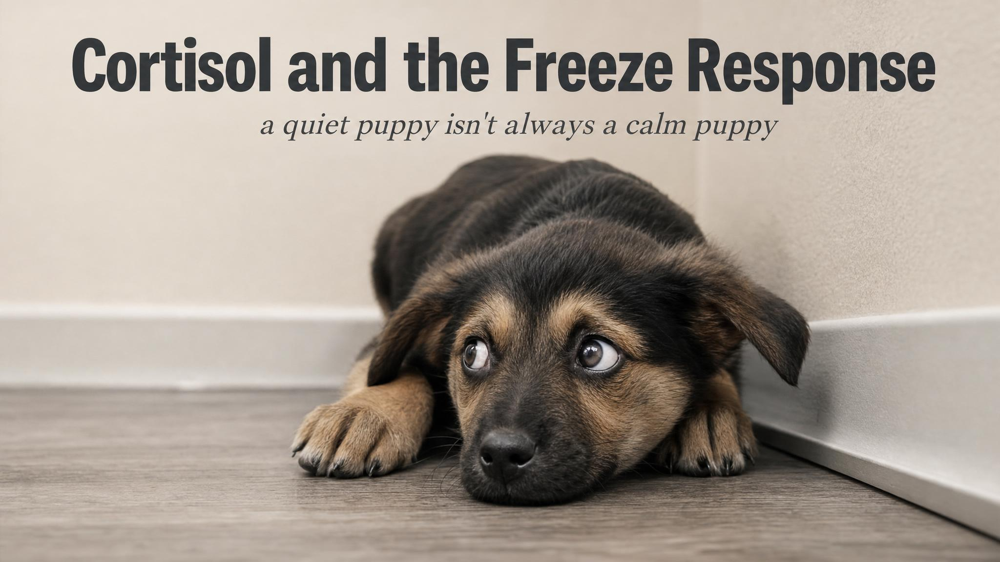 Cortisol and the Freeze Response
a quiet puppy isn't always a calm puppy